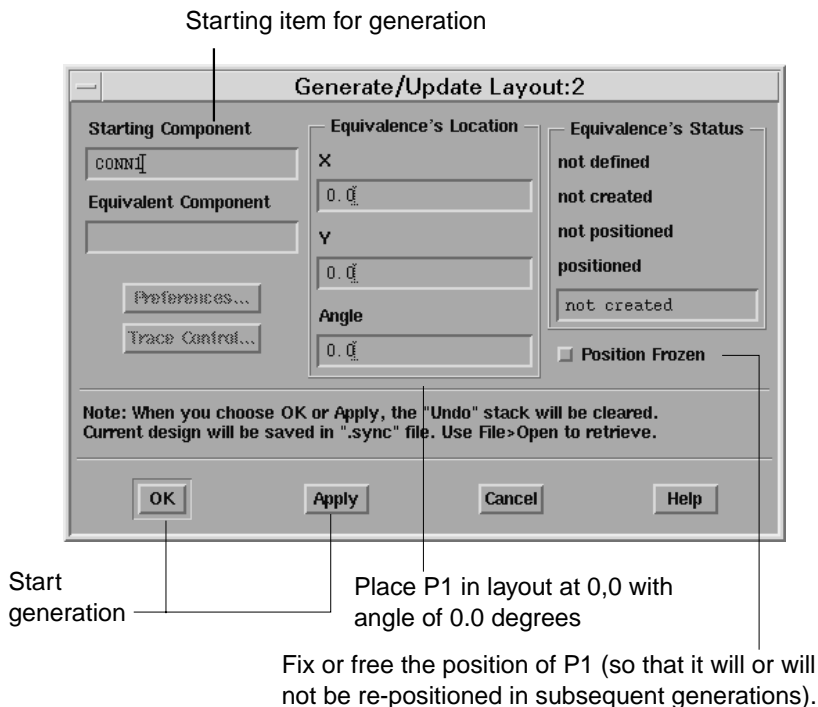 Starting item for generation
Generate/Update Layout:2
Starting Component
CONN1
Equivalent Component
Preferences...
Trace Control...
Equivalence's Location
X
0.0
Y
0.0
Angle
0.0
Equivalence's Status
not defined
not created
not positioned
positioned
not created
Position Frozen
Note: When you choose OK or Apply, the "Undo" stack will be cleared.
Current design will be saved in ".sync" file. Use File>Open to retrieve.
OK
Apply
Cancel
Help
Start
generation
Place P1 in layout at 0,0 with
angle of 0.0 degrees
Fix or free the position of P1 (so that it will or will
not be re-positioned in subsequent generations).